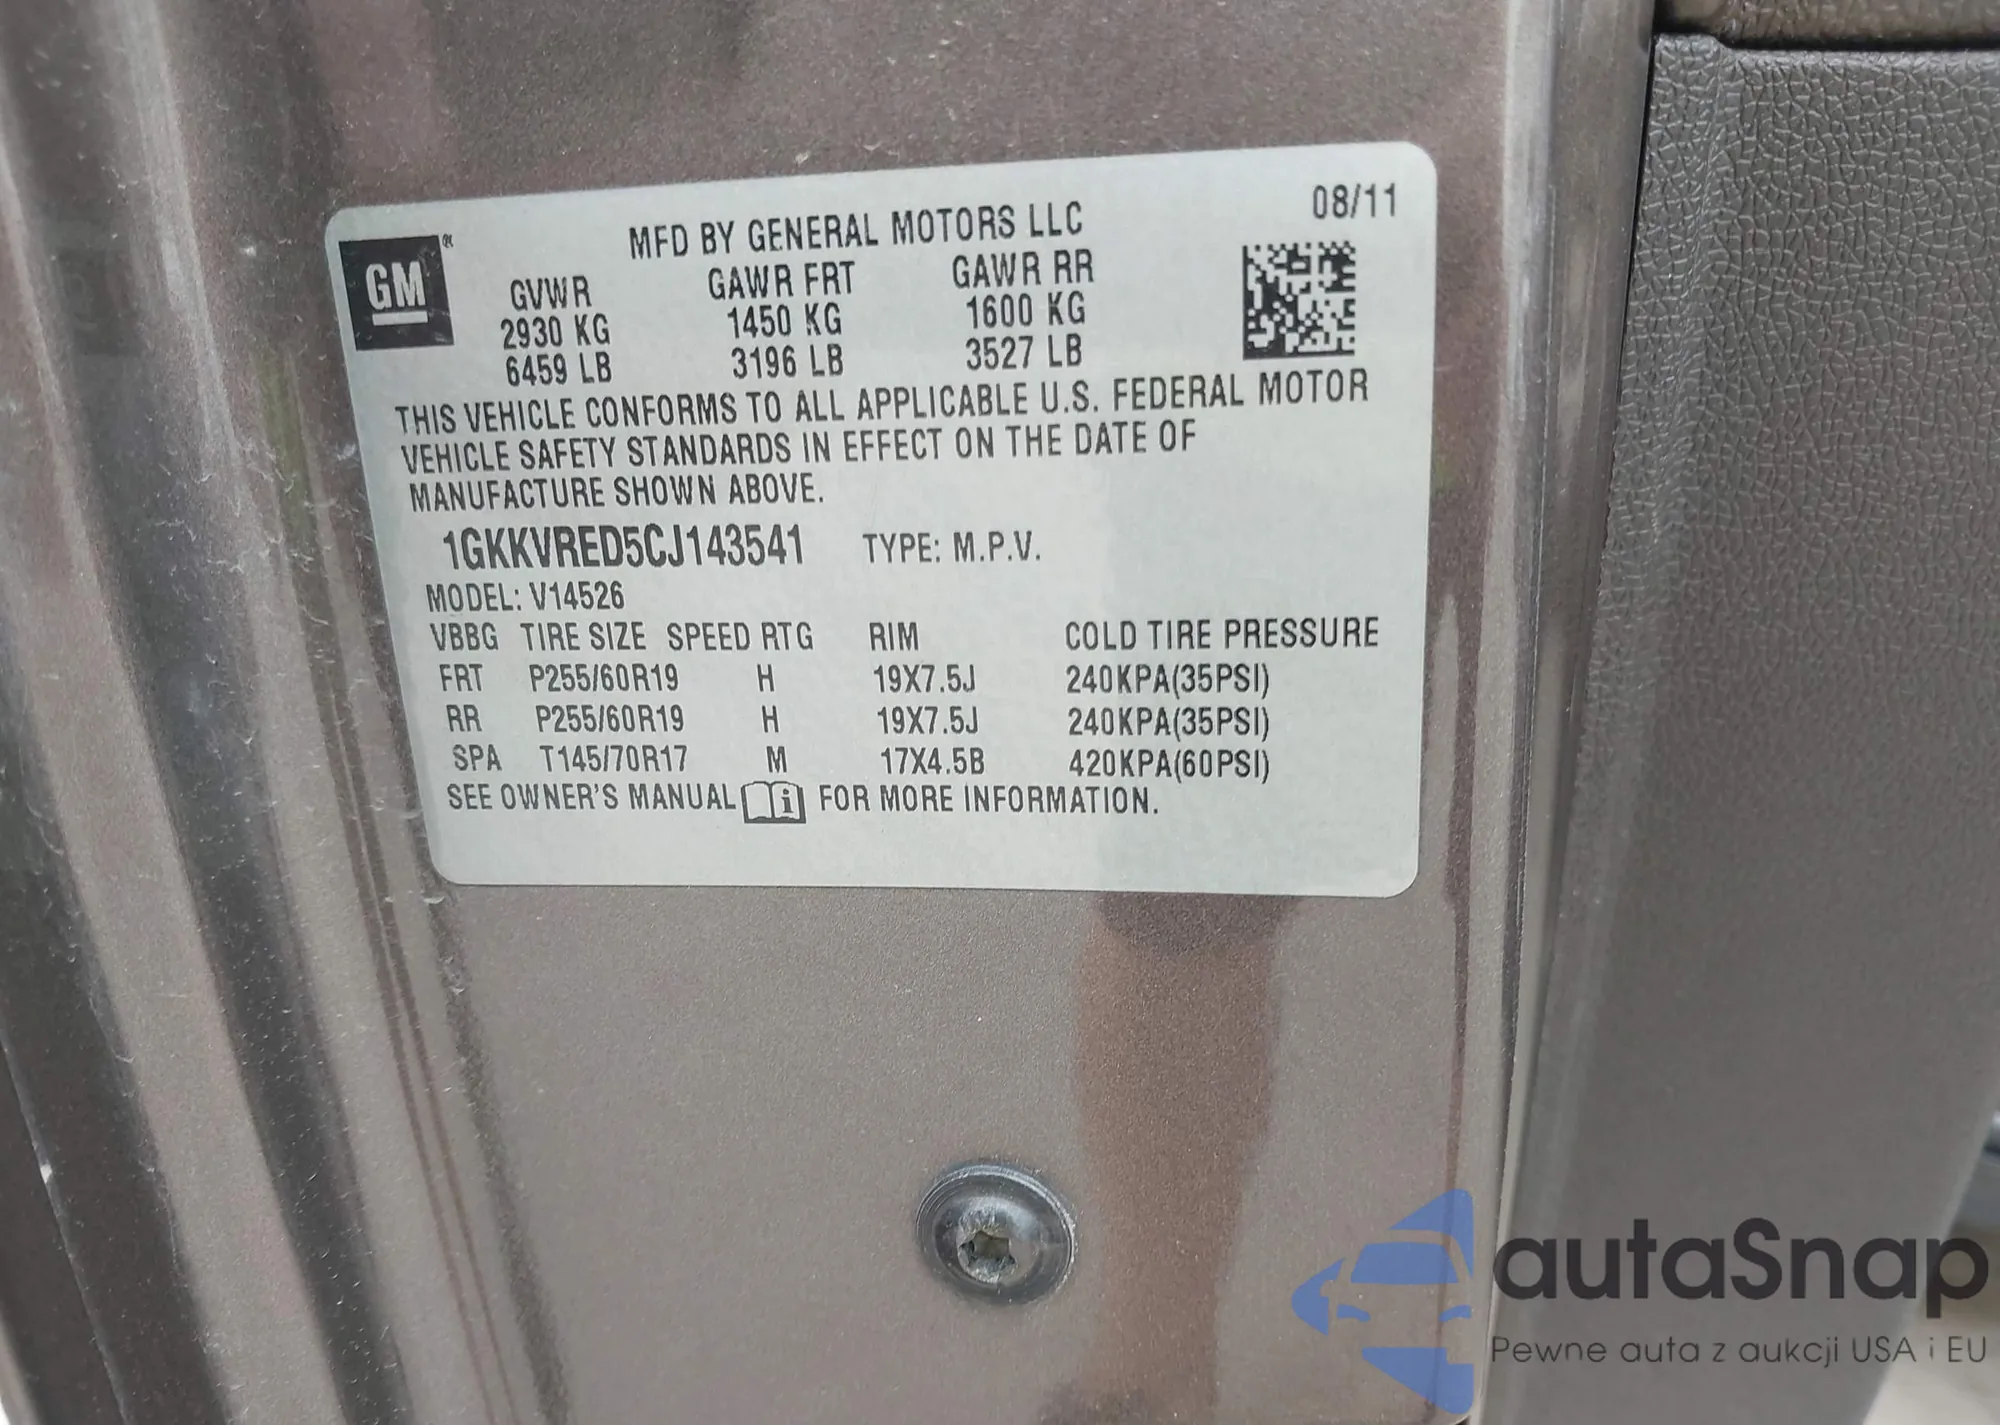 08/11
MFD BY GENERAL MOTORS LLC
GM
GVWR GAWR FRT GAWR RR
2930 KG 1450 KG 1600 KG
6459 LB 3196 LB 3527 LB
THIS VEHICLE CONFORMS TO ALL APPLICABLE U.S. FEDERAL MOTOR
VEHICLE SAFETY STANDARDS IN EFFECT ON THE DATE OF
MANUFACTURE SHOWN ABOVE.
1GKKVRED5CJ143541 TYPE: M.P.V.
MODEL: V14526
VBBG TIRE SIZE SPEED RTG RIM COLD TIRE PRESSURE
FRT P255/60R19 H 19X7.5J 240KPA(35PSI)
RR P255/60R19 H 19X7.5J 240KPA(35PSI)
SPA T145/70R17 M 17X4.5B 420KPA(60PSI)
SEE OWNER'S MANUAL i FOR MORE INFORMATION.
autaSnap
Pewne auta z aukcji USA i EU